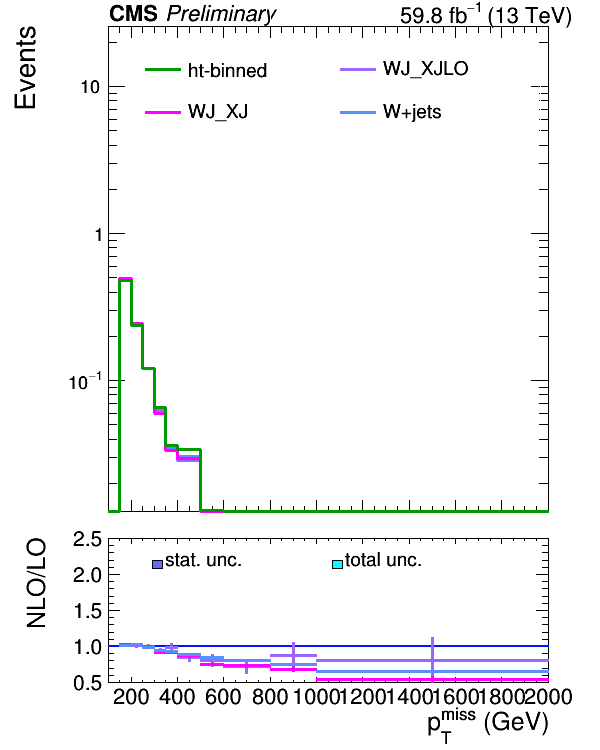 CMS Preliminary 59.8 fb⁻¹ (13 TeV)
Events
ht-binned WJ_XJLO
WJ_XJ W+jets
10
1
10⁻¹
NLO/LO
stat. unc. total unc.
2.5
2.0
1.5
1.0
0.5
200 400 600 800 1000 1200 1400 1600 1800 2000
p_T^miss (GeV)